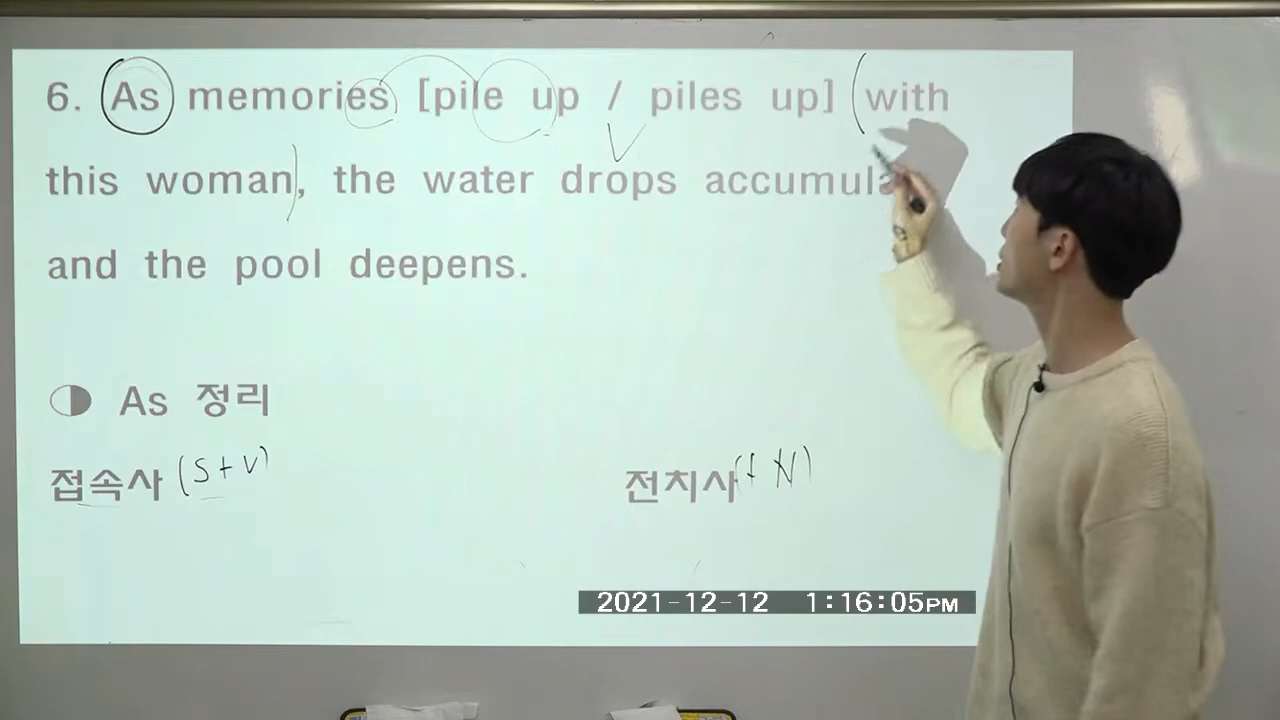 6. As memories [pile up / piles up] (with
this woman), the water drops
and the pool deepens.
As 정리
접속사 (S+V) 전치사 (+ N)
2021-12-12 1:16:05PM